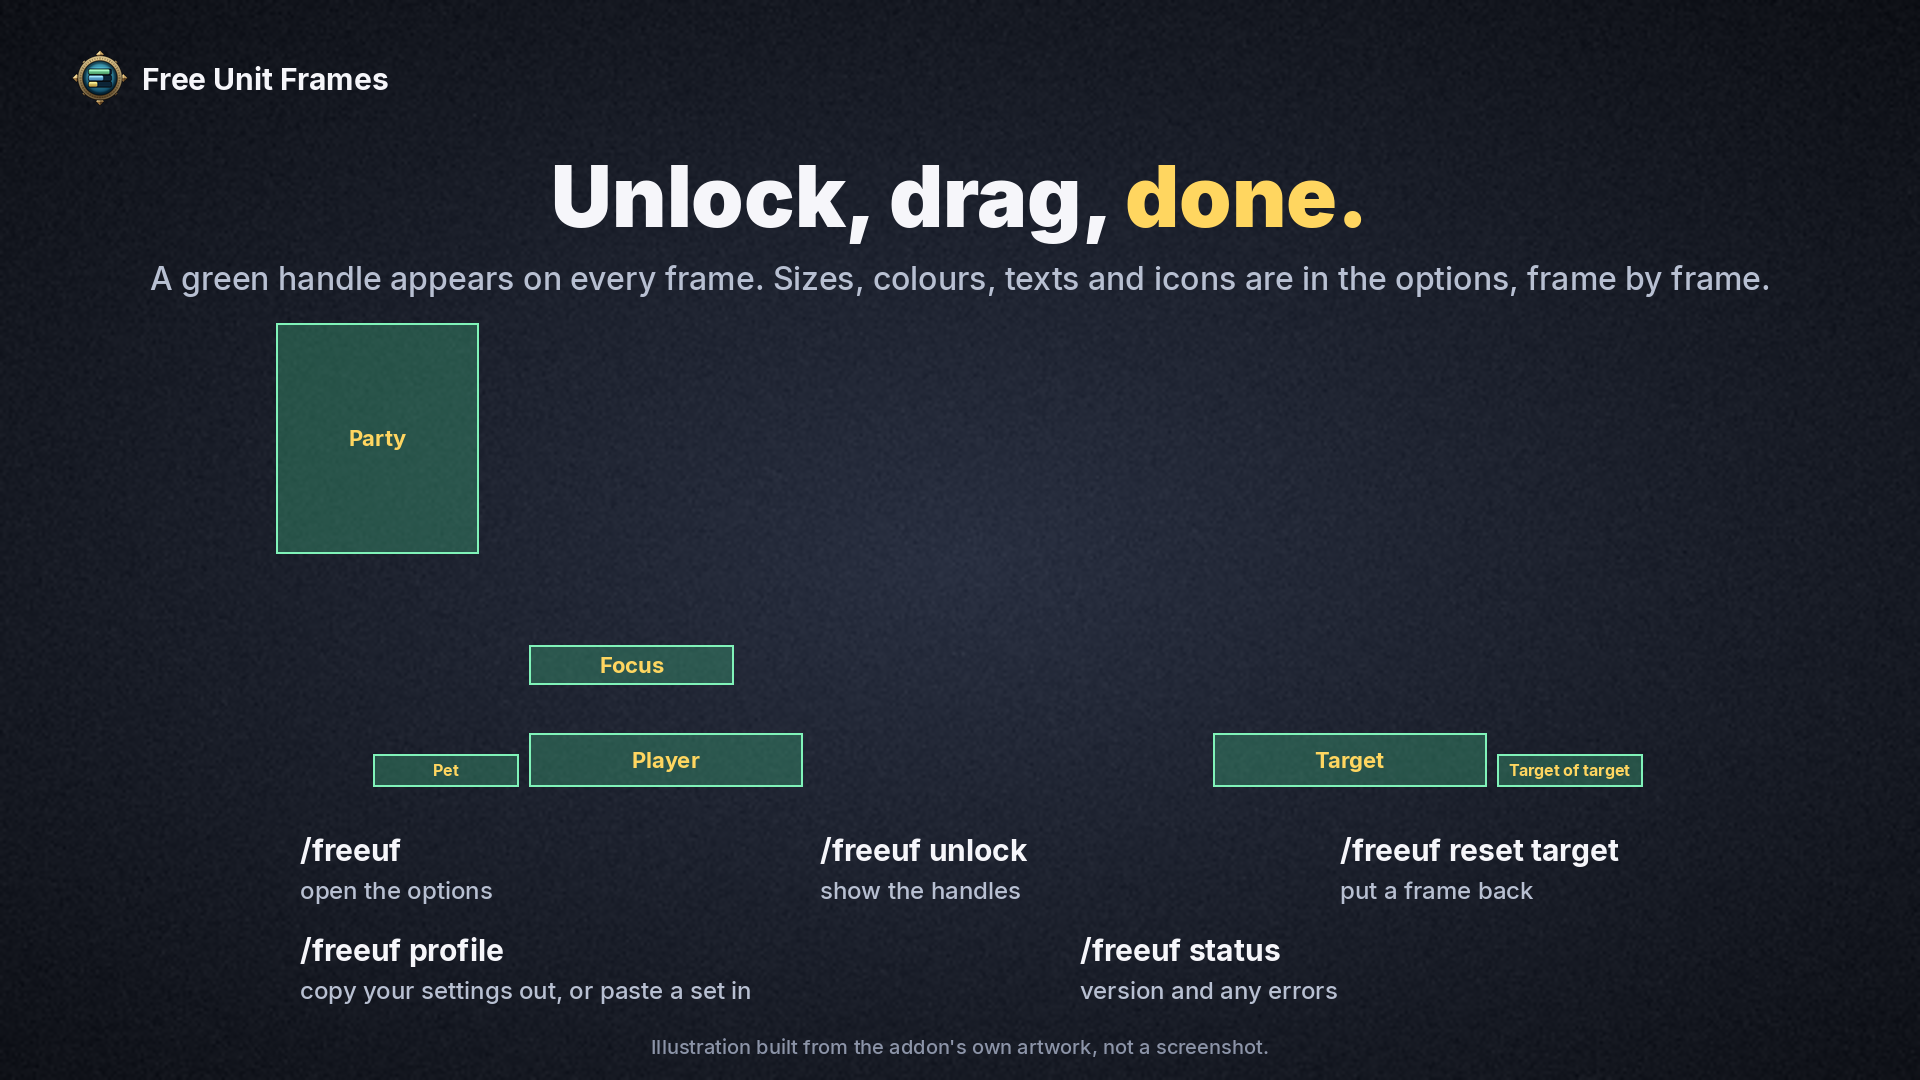 Free Unit Frames
Unlock, drag, done.
A green handle appears on every frame. Sizes, colours, texts and icons are in the options, frame by frame.
Party
Focus
Pet
Player
Target
Target of target
/freeuf
open the options
/freeuf unlock
show the handles
/freeuf reset target
put a frame back
/freeuf profile
copy your settings out, or paste a set in
/freeuf status
version and any errors
Illustration built from the addon's own artwork, not a screenshot.